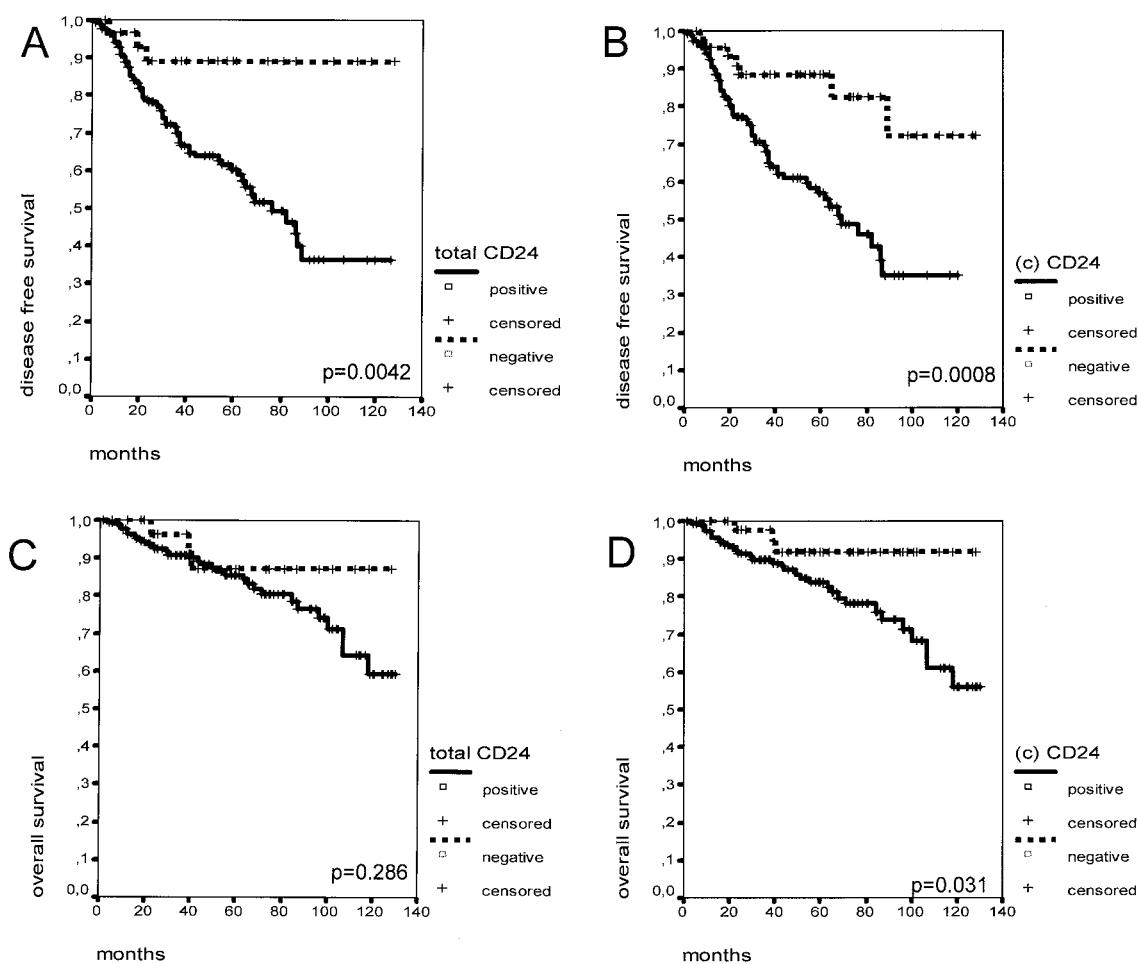 A
disease free survival
1,0
,9
,8
,7
,6
,5
,4
,3
,2
,1
0,0
0 20 40 60 80 100 120 140
months
total CD24
positive
censored
negative
censored
p=0.0042
B
disease free survival
1,0
,9
,8
,7
,6
,5
,4
,3
,2
,1
0,0
0 20 40 60 80 100 120 140
months
(c) CD24
positive
censored
negative
censored
p=0.0008
C
overall survival
1,0
,9
,8
,7
,6
,5
,4
,3
,2
,1
0,0
0 20 40 60 80 100 120 140
months
total CD24
positive
censored
negative
censored
p=0.286
D
overall survival
1,0
,9
,8
,7
,6
,5
,4
,3
,2
,1
0,0
0 20 40 60 80 100 120 140
months
(c) CD24
positive
censored
negative
censored
p=0.031